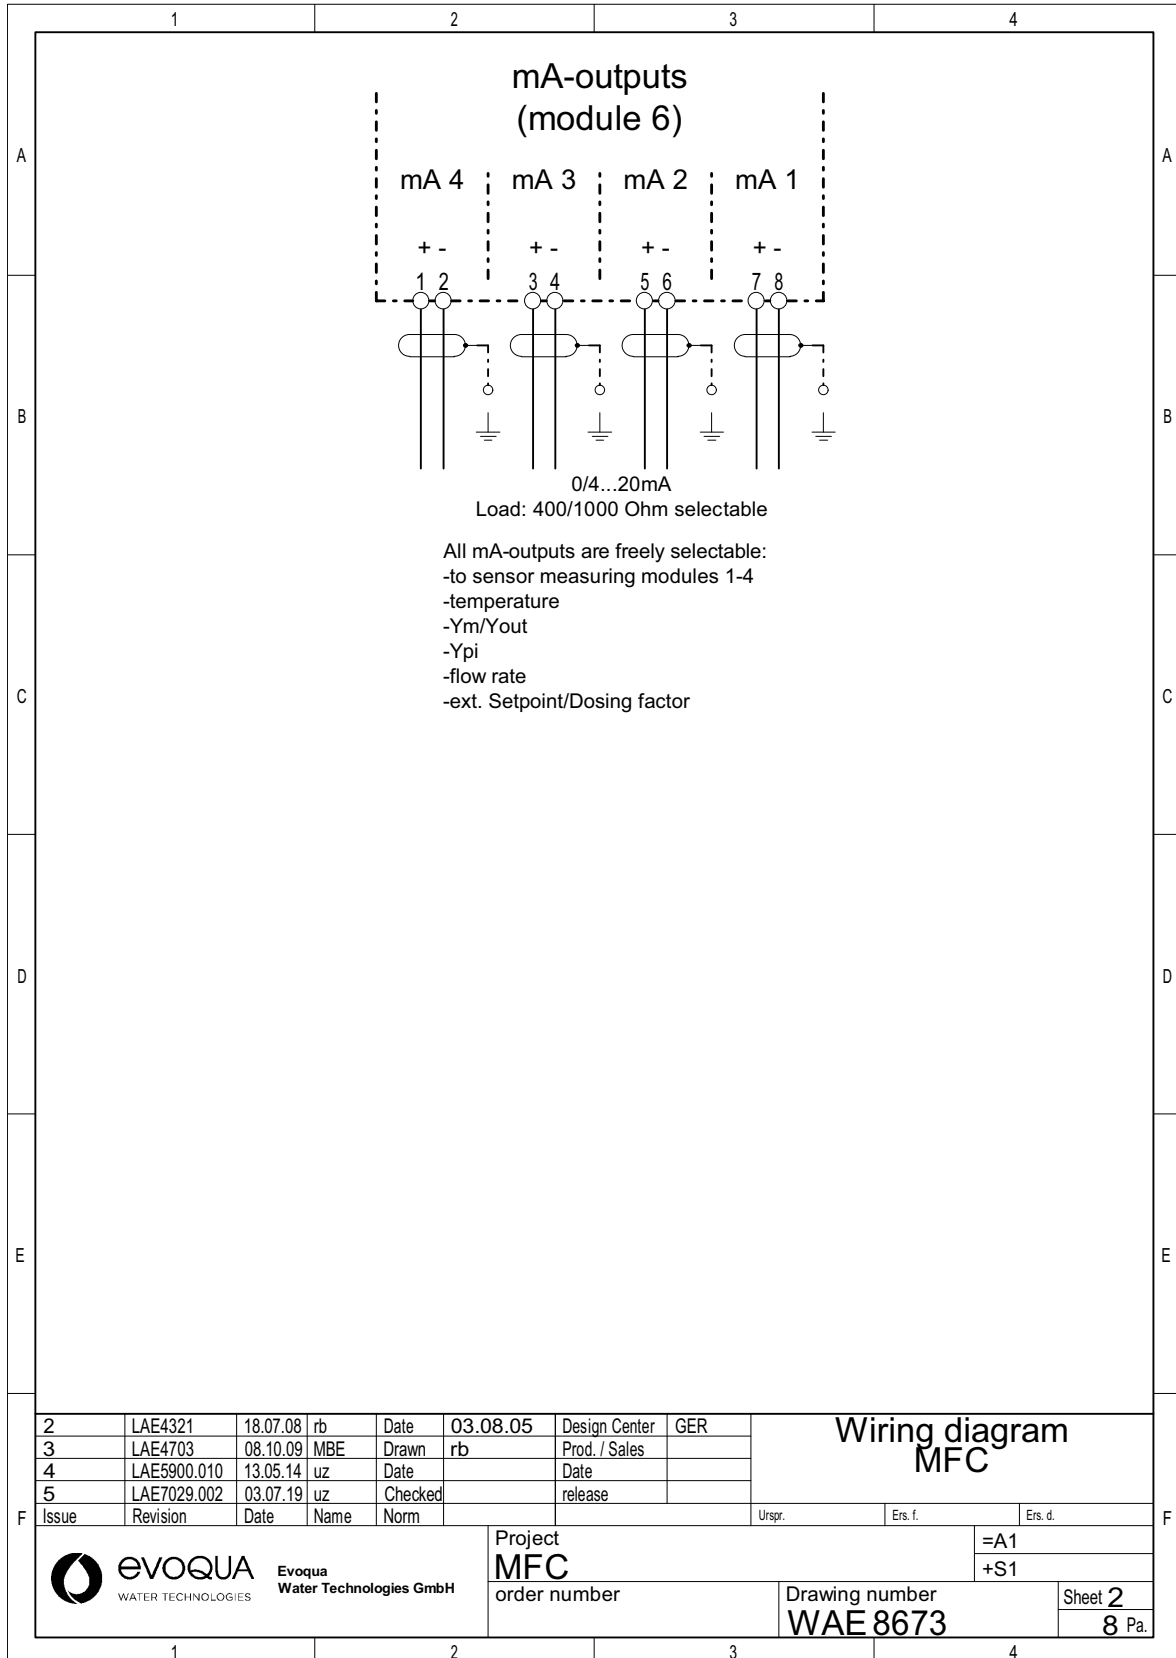 1 2 3 4
mA-outputs
(module 6)
A A
mA 4 mA 3 mA 2 mA 1
+ - + - + - + -
1 2 3 4 5 6 7 8
B B
0/4...20mA
Load: 400/1000 Ohm selectable
All mA-outputs are freely selectable:
-to sensor measuring modules 1-4
-temperature
-Ym/Yout
-Ypi
-flow rate
-ext. Setpoint/Dosing factor
C C
D D
E E
2 LAE4321 18.07.08 rb Date 03.08.05 Design Center GER
3 LAE4703 08.10.09 MBE Drawn rb Prod. / Sales
4 LAE5900.010 13.05.14 uz Date Date
5 LAE7029.002 03.07.19 uz Checked release
Issue Revision Date Name Norm
Wiring diagram
MFC
Urspr. Ers. f. Ers. d.
F F
evoqua
WATER TECHNOLOGIES
Evoqua
Water Technologies GmbH
Project
MFC
=A1
+S1
order number
Drawing number
WAE 8673
Sheet 2
8 Pa.
1 2 3 4